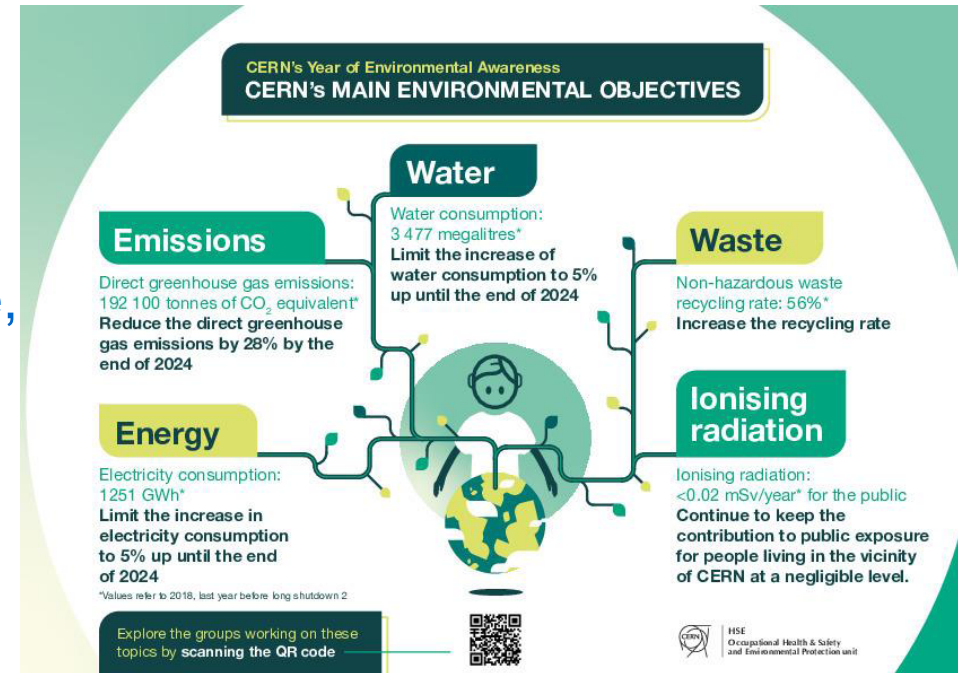 CERN's Year of Environmental Awareness
CERN's MAIN ENVIRONMENTAL OBJECTIVES
Water
Water consumption:
3 477 megalitres*
Limit the increase of
water consumption to 5%
up until the end of 2024
Emissions
Direct greenhouse gas emissions:
192 100 tonnes of CO₂ equivalent*
Reduce the direct greenhouse
gas emissions by 28% by the
end of 2024
Waste
Non-hazardous waste
recycling rate: 56%*
Increase the recycling rate
Energy
Electricity consumption:
1251 GWh*
Limit the increase in
electricity consumption
to 5% up until the end
of 2024
*Values refer to 2018, last year before long shutdown 2
Ionising
radiation
Ionising radiation:
<0.02 mSv/year* for the public
Continue to keep the
contribution to public exposure
for people living in the vicinity
of CERN at a negligible level.
Explore the groups working on these
topics by scanning the QR code
CERN
HSE
Occupational Health & Safety
and Environmental Protection unit